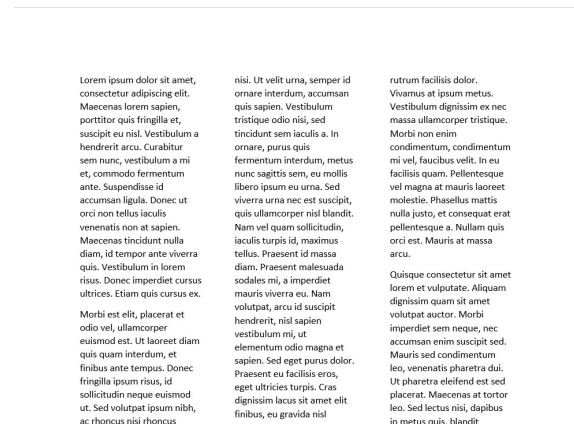 Lorem ipsum dolor sit amet,
consectetur adipiscing elit.
Maecenas lorem sapien,
porttitor quis fringilla et,
suscipit eu nisl. Vestibulum a
hendrerit arcu. Curabitur
sem nunc, vestibulum a mi
et, commodo fermentum
ante. Suspendisse id
accumsan ligula. Donec ut
orci non tellus iaculis
venenatis non at sapien.
Maecenas tincidunt nulla
diam, id tempor ante viverra
quis. Vestibulum in lorem
risus. Donec imperdiet cursus
ultrices. Etiam quis cursus ex.
Morbi est elit, placerat et
odio vel, ullamcorper
euismod est. Ut laoreet diam
quis quam interdum, et
finibus ante tempus. Donec
fringilla ipsum risus, id
sollicitudin neque euismod
ut. Sed volutpat ipsum nibh,
ac rhoncus nisi rhoncus
nisi. Ut velit urna, semper id
ornare interdum, accumsan
quis sapien. Vestibulum
tristique odio nisi, sed
tincidunt sem iaculis a. In
ornare, purus quis
fermentum interdum, metus
nunc sagittis sem, eu mollis
libero ipsum eu urna. Sed
viverra urna nec est suscipit,
quis ullamcorper nisl blandit.
Nam vel quam sollicitudin,
iaculis turpis id, maximus
tellus. Praesent id massa
diam. Praesent malesuada
sodales mi, a imperdiet
mauris viverra eu. Nam
volutpat, arcu id suscipit
hendrerit, nisl sapien
vestibulum mi, ut
elementum odio magna et
sapien. Sed eget purus dolor.
Praesent eu facilisis eros,
eget ultricies turpis. Cras
dignissim lacus sit amet elit
finibus, eu gravida nisl
rutrum facilisis dolor.
Vivamus at ipsum metus.
Vestibulum dignissim ex nec
massa ullamcorper tristique.
Morbi non enim
condimentum, condimentum
mi vel, faucibus velit. In eu
facilisis quam. Pellentesque
vel magna at mauris laoreet
molestie. Phasellus mattis
nulla justo, et consequat erat
pellentesque a. Nullam quis
orci est. Mauris at massa
arcu.
Quisque consectetur sit amet
lorem et vulputate. Aliquam
dignissim quam sit amet
volutpat auctor. Morbi
imperdiet sem neque, nec
accumsan enim suscipit sed.
Mauris sed condimentum
leo, venenatis pharetra dui.
Ut pharetra eleifend est sed
placerat. Maecenas at tortor
leo. Sed lectus nisi, dapibus
in metus quis, blandit